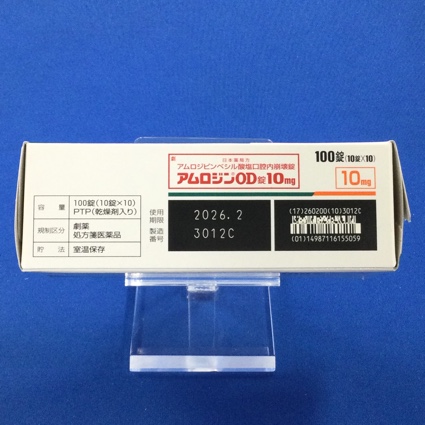 劇
日本薬局方
アムロジピンベシル酸塩口腔内崩壊錠
アムロジンOD錠10mg
100錠(10錠×10)
10mg
容量
100錠(10錠×10)
PTP(乾燥剤入り)
規制区分
劇薬
処方箋医薬品
貯法
室温保存
使用
期限
2026.2
製造
番号
3012C
(17)260200(10)3012C
(01)14987116155059